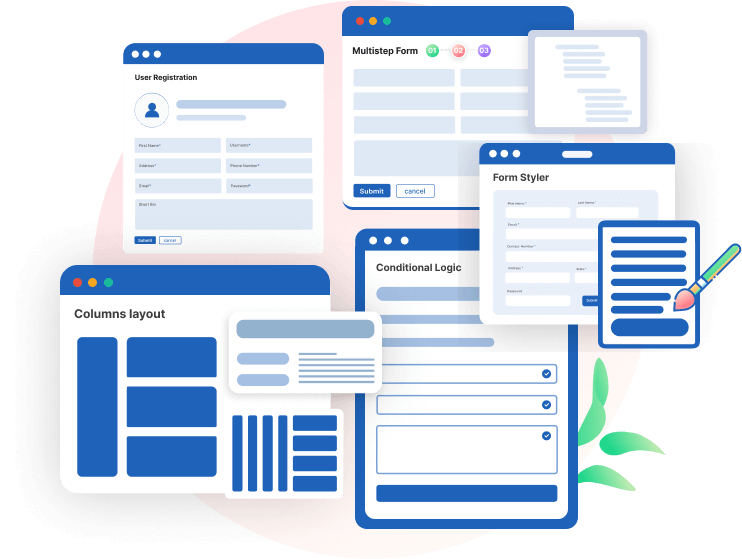 User Registration
First Name*
Username*
Address*
Phone Number*
Email*
Password*
Short Bio
Submit
cancel
Multistep Form
01
02
03
Submit
cancel
Form Styler
First Name *
Last Name *
Email *
Contact Number *
Address *
State *
Password
Submit
Conditional Logic
Columns layout